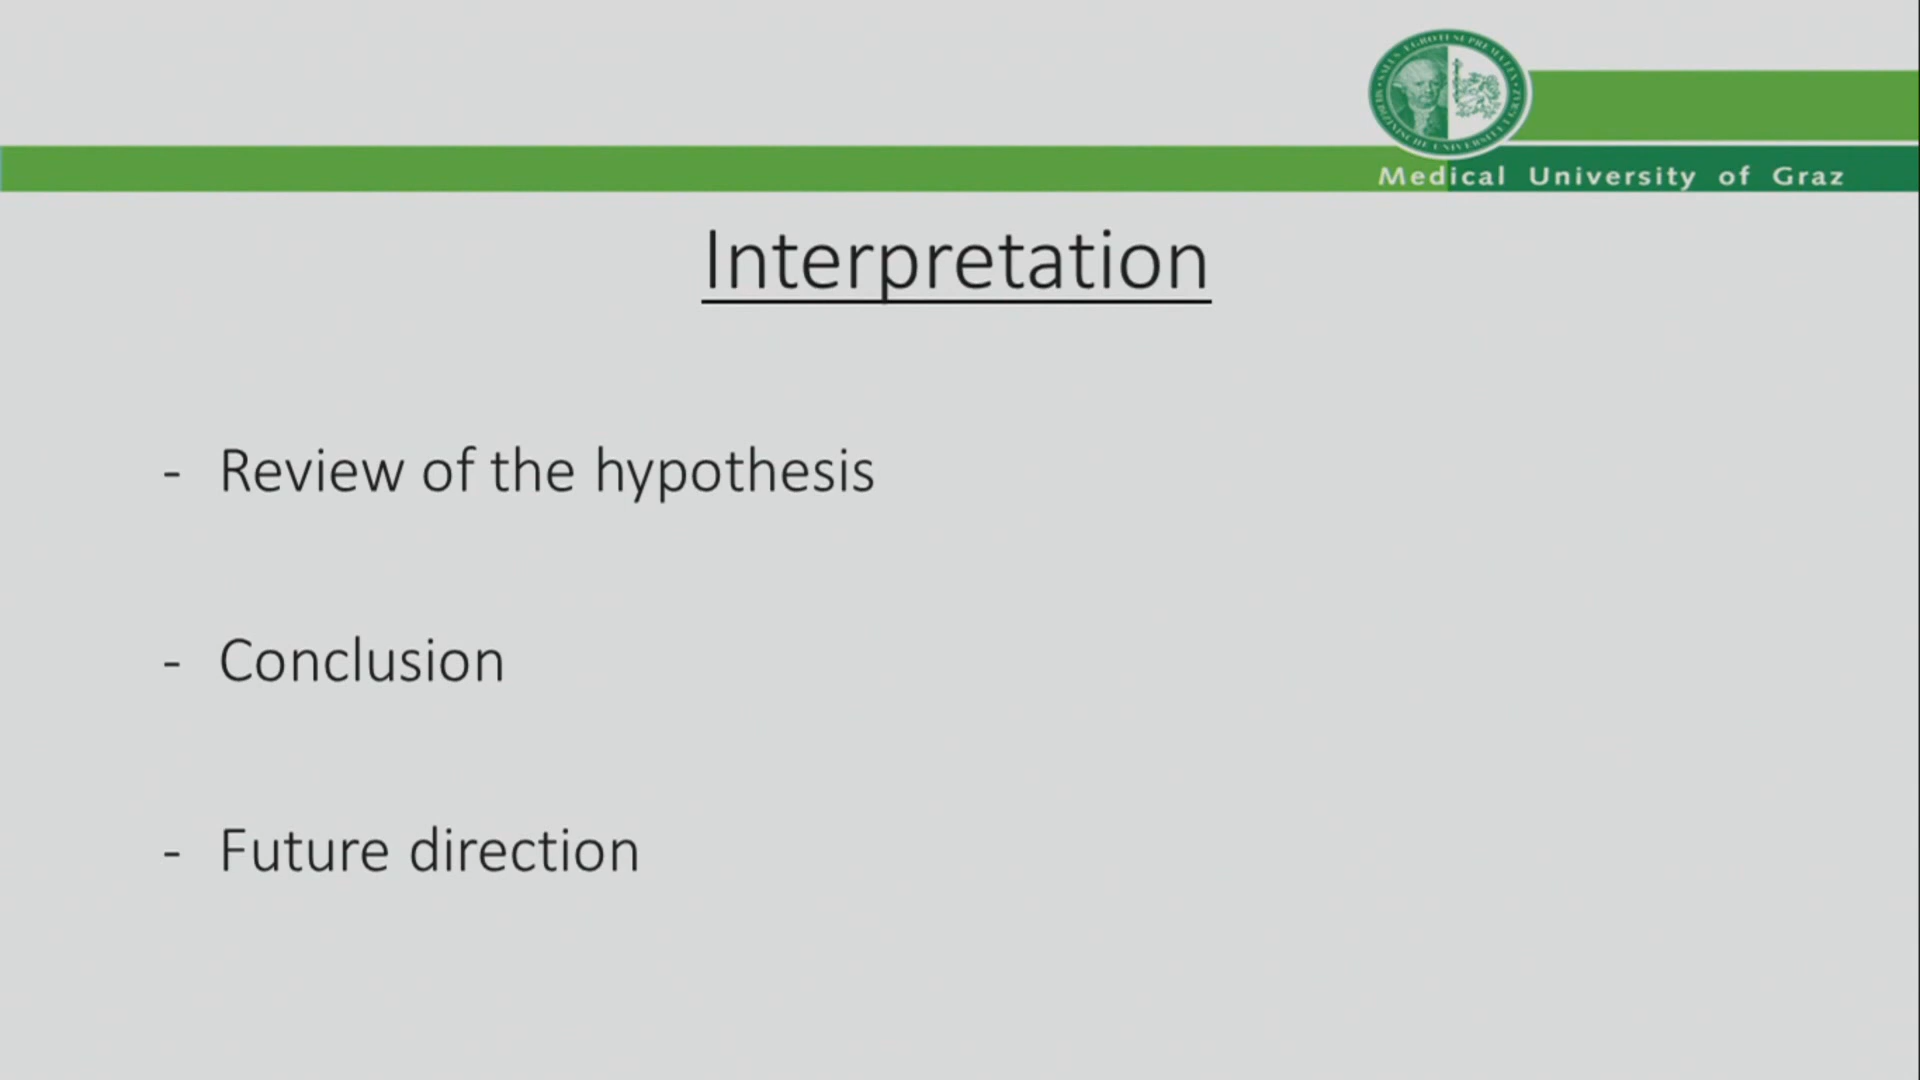 Medical University of Graz
Interpretation
- Review of the hypothesis
- Conclusion
- Future direction